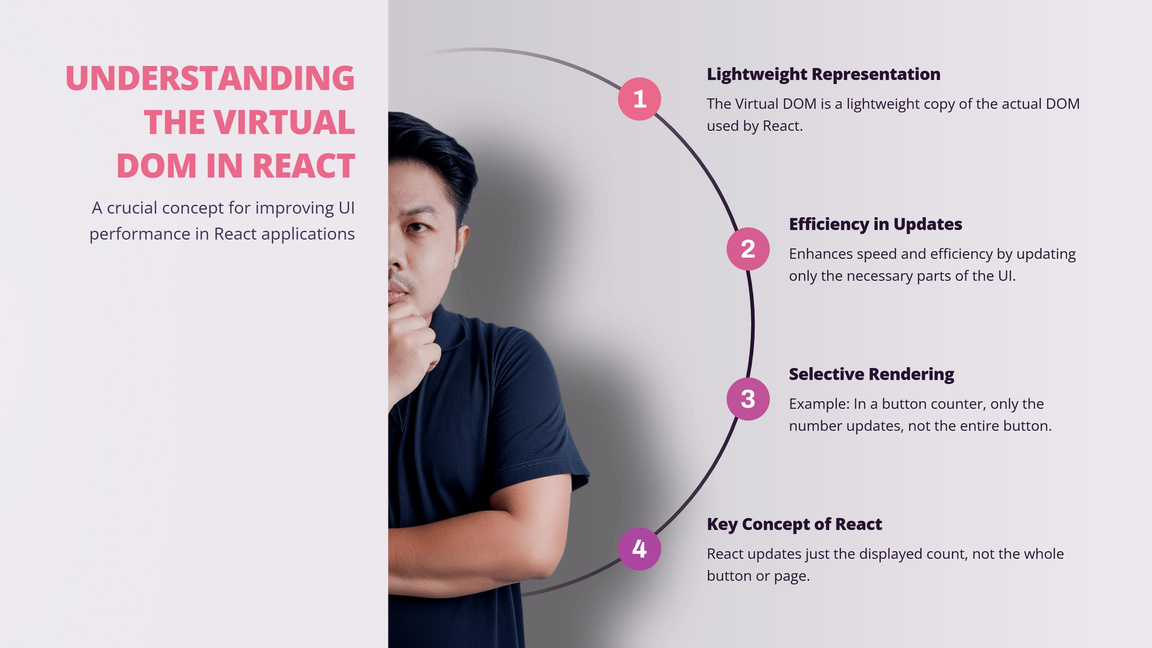 UNDERSTANDING
THE VIRTUAL
DOM IN REACT
A crucial concept for improving UI
performance in React applications
1
Lightweight Representation
The Virtual DOM is a lightweight copy of the actual DOM
used by React.
2
Efficiency in Updates
Enhances speed and efficiency by updating
only the necessary parts of the UI.
3
Selective Rendering
Example: In a button counter, only the
number updates, not the entire button.
4
Key Concept of React
React updates just the displayed count, not the whole
button or page.